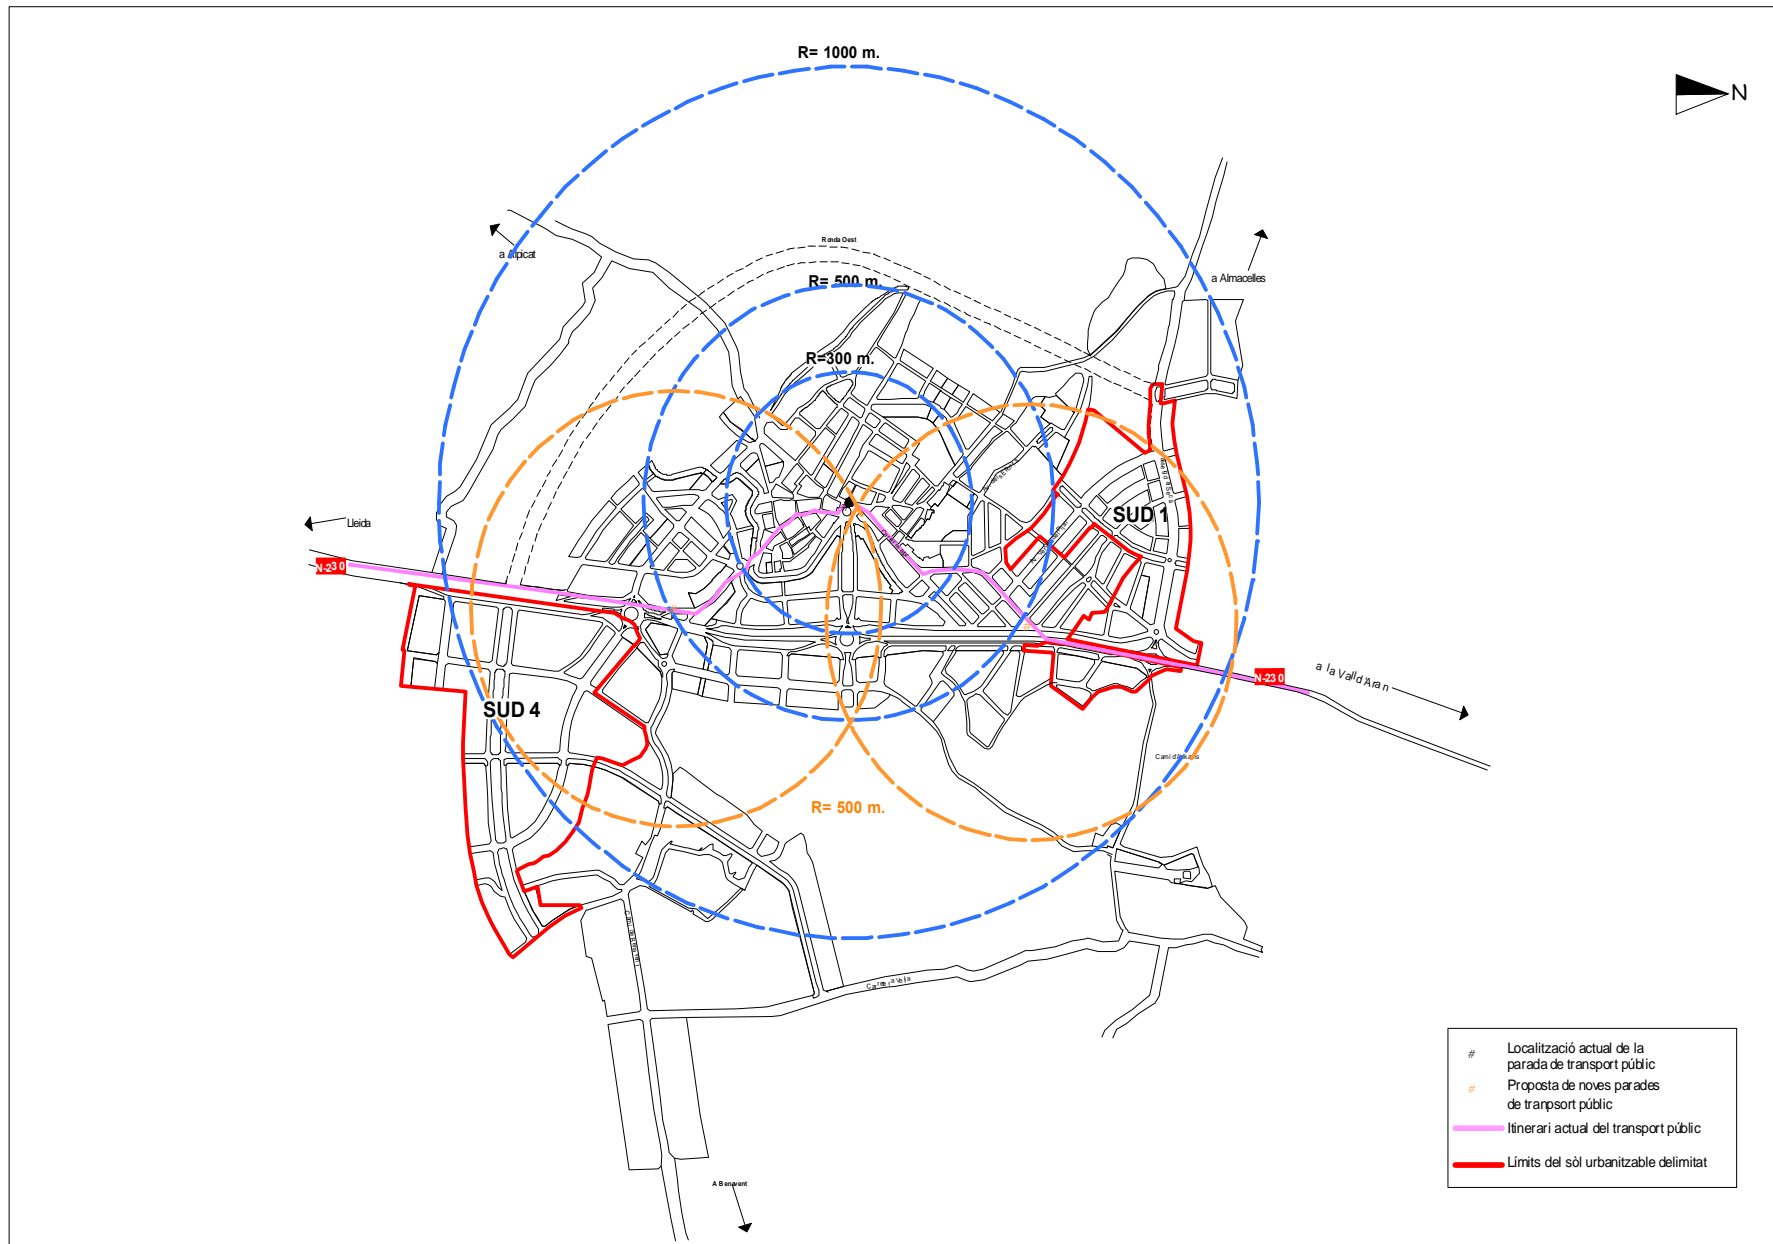 R= 1000 m.
N
Ronda Oest
a Alpicat
a Almacelles
R= 500 m.
R=300 m.
SUD 1
Lleida
N-230
N-230
a la Vall d'Aran
SUD 4
R= 500 m.
Carretera Vella
A Benavent
# Localització actual de la
parada de transport públic
# Proposta de noves parades
de tranpsort públic
Itinerari actual del transport públic
Límits del sòl urbanitzable delimitat